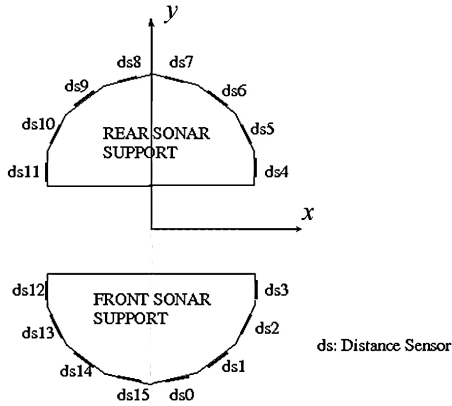 y
ds8 ds7
ds9 ds6
ds10 ds5
REAR SONAR
SUPPORT
ds11 ds4
x
ds12 ds3
FRONT SONAR
SUPPORT
ds13 ds2
ds: Distance Sensor
ds14 ds1
ds15 ds0